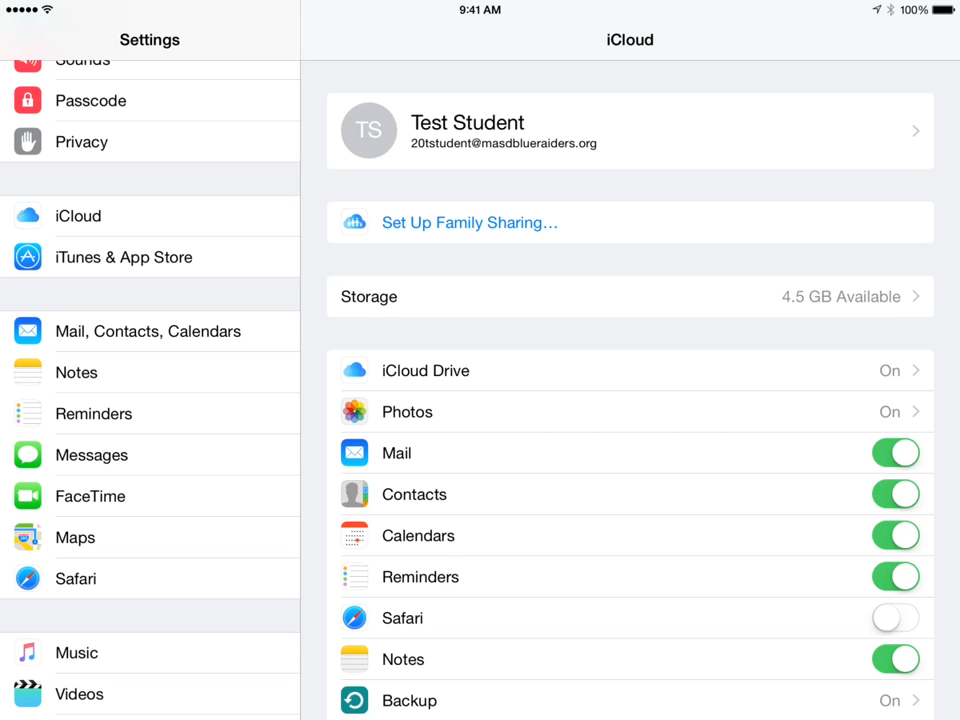 9:41 AM
100%
Settings
Sounds
Passcode
Privacy
iCloud
iTunes & App Store
Mail, Contacts, Calendars
Notes
Reminders
Messages
FaceTime
Maps
Safari
Music
Videos
iCloud
TS
Test Student
20tstudent@masdblueraiders.org
Set Up Family Sharing…
Storage 4.5 GB Available
iCloud Drive On
Photos On
Mail
Contacts
Calendars
Reminders
Safari
Notes
Backup On